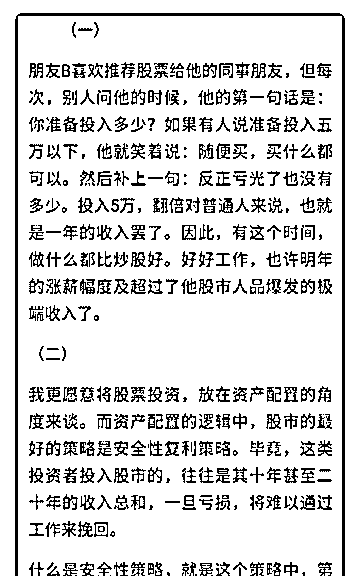 （一）
朋友B喜欢推荐股票给他的同事朋友，但每
次，别人问他的时候，他的第一句话是：
你准备投入多少？如果有人说准备投入五
万以下，他就笑着说：随便买，买什么都
可以。然后补上一句：反正亏光了也没有
多少。投入5万，翻倍对普通人来说，也就
是一年的收入罢了。因此，有这个时间，
做什么都比炒股好。好好工作，也许明年
的涨薪幅度及超过了他股市人品爆发的极
端收入了。
（二）
我更愿意将股票投资，放在资产配置的角
度来谈。而资产配置的逻辑中，股市的最
好的策略是安全性复利策略。毕竟，这类
投资者投入股市的，往往是其十年甚至二
十年的收入总和，一旦亏损，将难以通过
工作来挽回。
什么是安全性策略，就是这个策略中，第